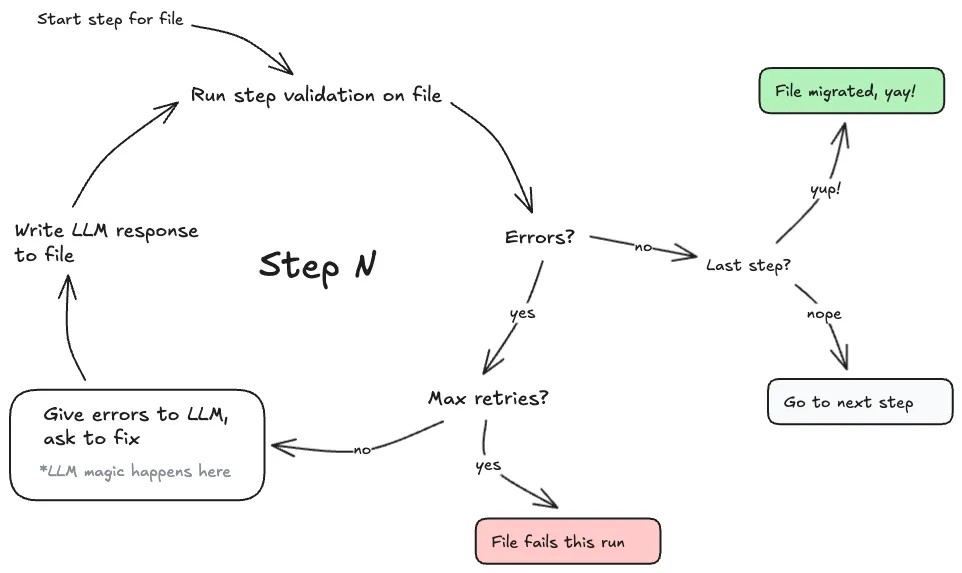 Start step for file
Run step validation on file
File migrated, yay!
yup!
Write LLM response
to file
Errors?
no
Last step?
Step N
yes
nope
Max retries?
Go to next step
Give errors to LLM,
ask to fix
*LLM magic happens here
no
yes
File fails this run